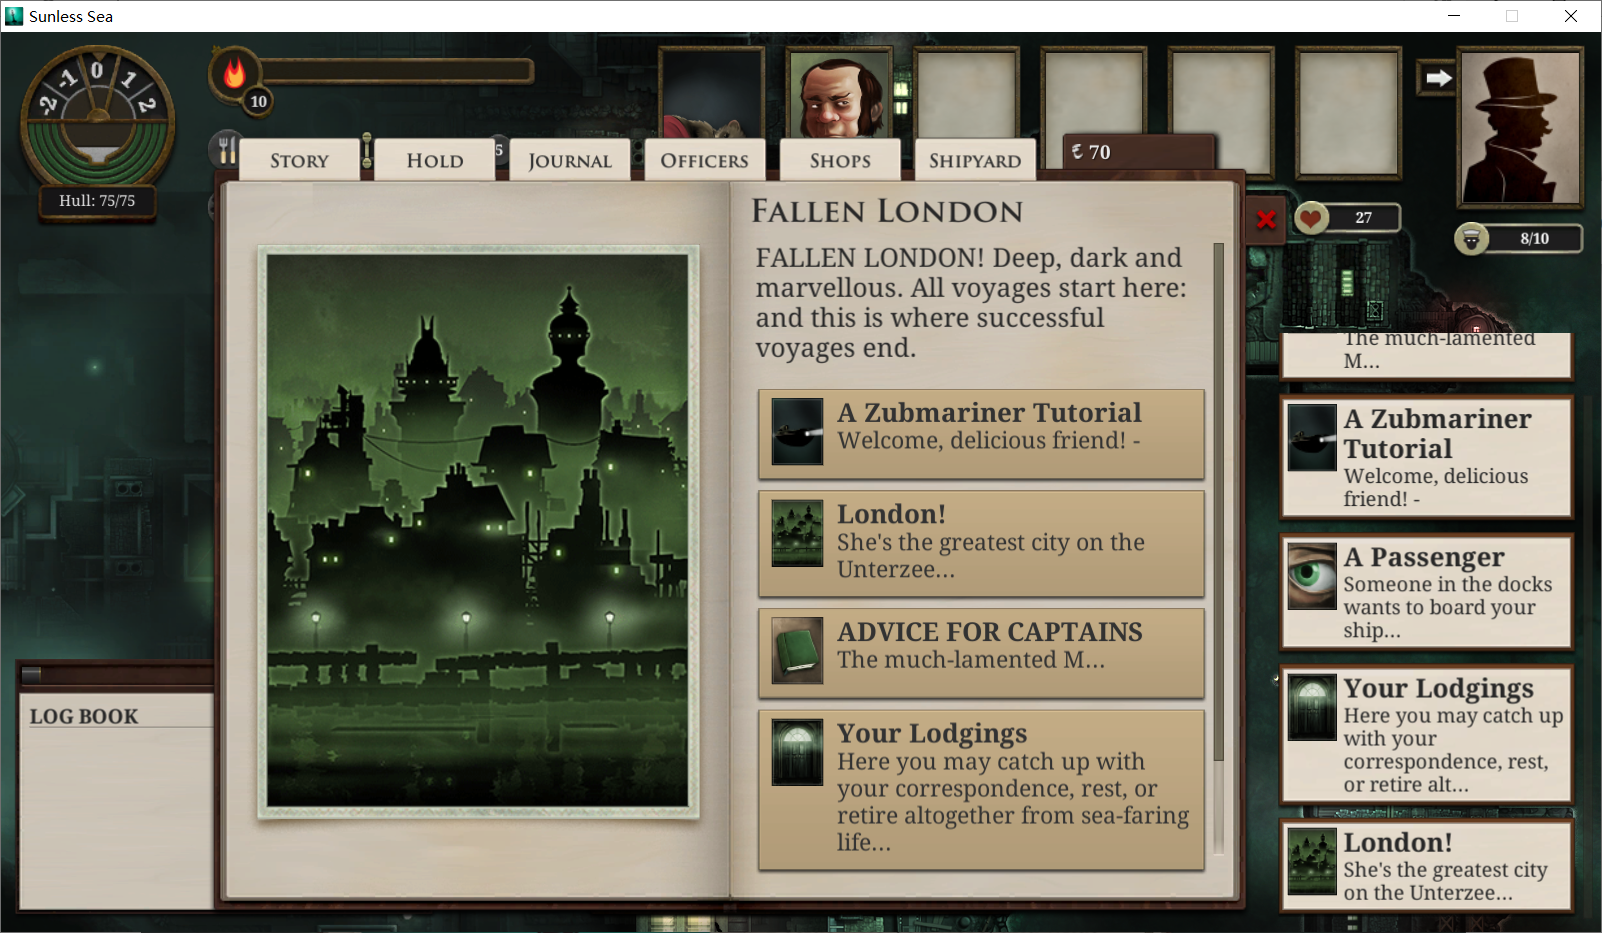 Sunless Sea
-2 -1 0 1 2
10
Hull: 75/75
5
STORY
HOLD
JOURNAL
OFFICERS
SHOPS
SHIPYARD
70
27
8/10
FALLEN LONDON
FALLEN LONDON! Deep, dark and
marvellous. All voyages start here:
and this is where successful
voyages end.
A Zubmariner Tutorial
Welcome, delicious friend! -
London!
She's the greatest city on the
Unterzee...
ADVICE FOR CAPTAINS
The much-lamented M...
Your Lodgings
Here you may catch up with
your correspondence, rest, or
retire altogether from sea-faring
life...
LOG BOOK
The much-lamented
M...
A Zubmariner
Tutorial
Welcome, delicious
friend! -
A Passenger
Someone in the docks
wants to board your
ship...
Your Lodgings
Here you may catch up
with your
correspondence, rest,
or retire alt...
London!
She's the greatest city
on the Unterzee...